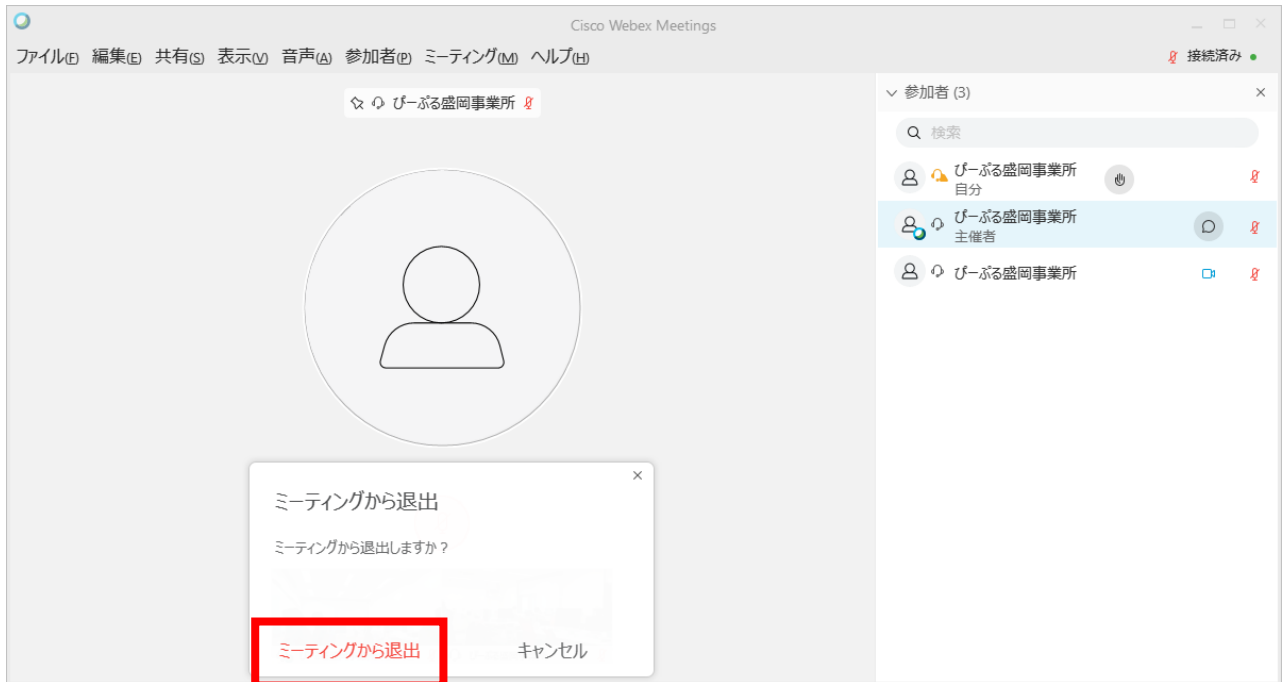 Cisco Webex Meetings
ファイル(F) 編集(E) 共有(S) 表示(V) 音声(A) 参加者(P) ミーティング(M) ヘルプ(H)
接続済み
ぴーぷる盛岡事業所
参加者 (3)
検索
ぴーぷる盛岡事業所
自分
ぴーぷる盛岡事業所
主催者
ぴーぷる盛岡事業所
ミーティングから退出
ミーティングから退出しますか？
ミーティングから退出 キャンセル